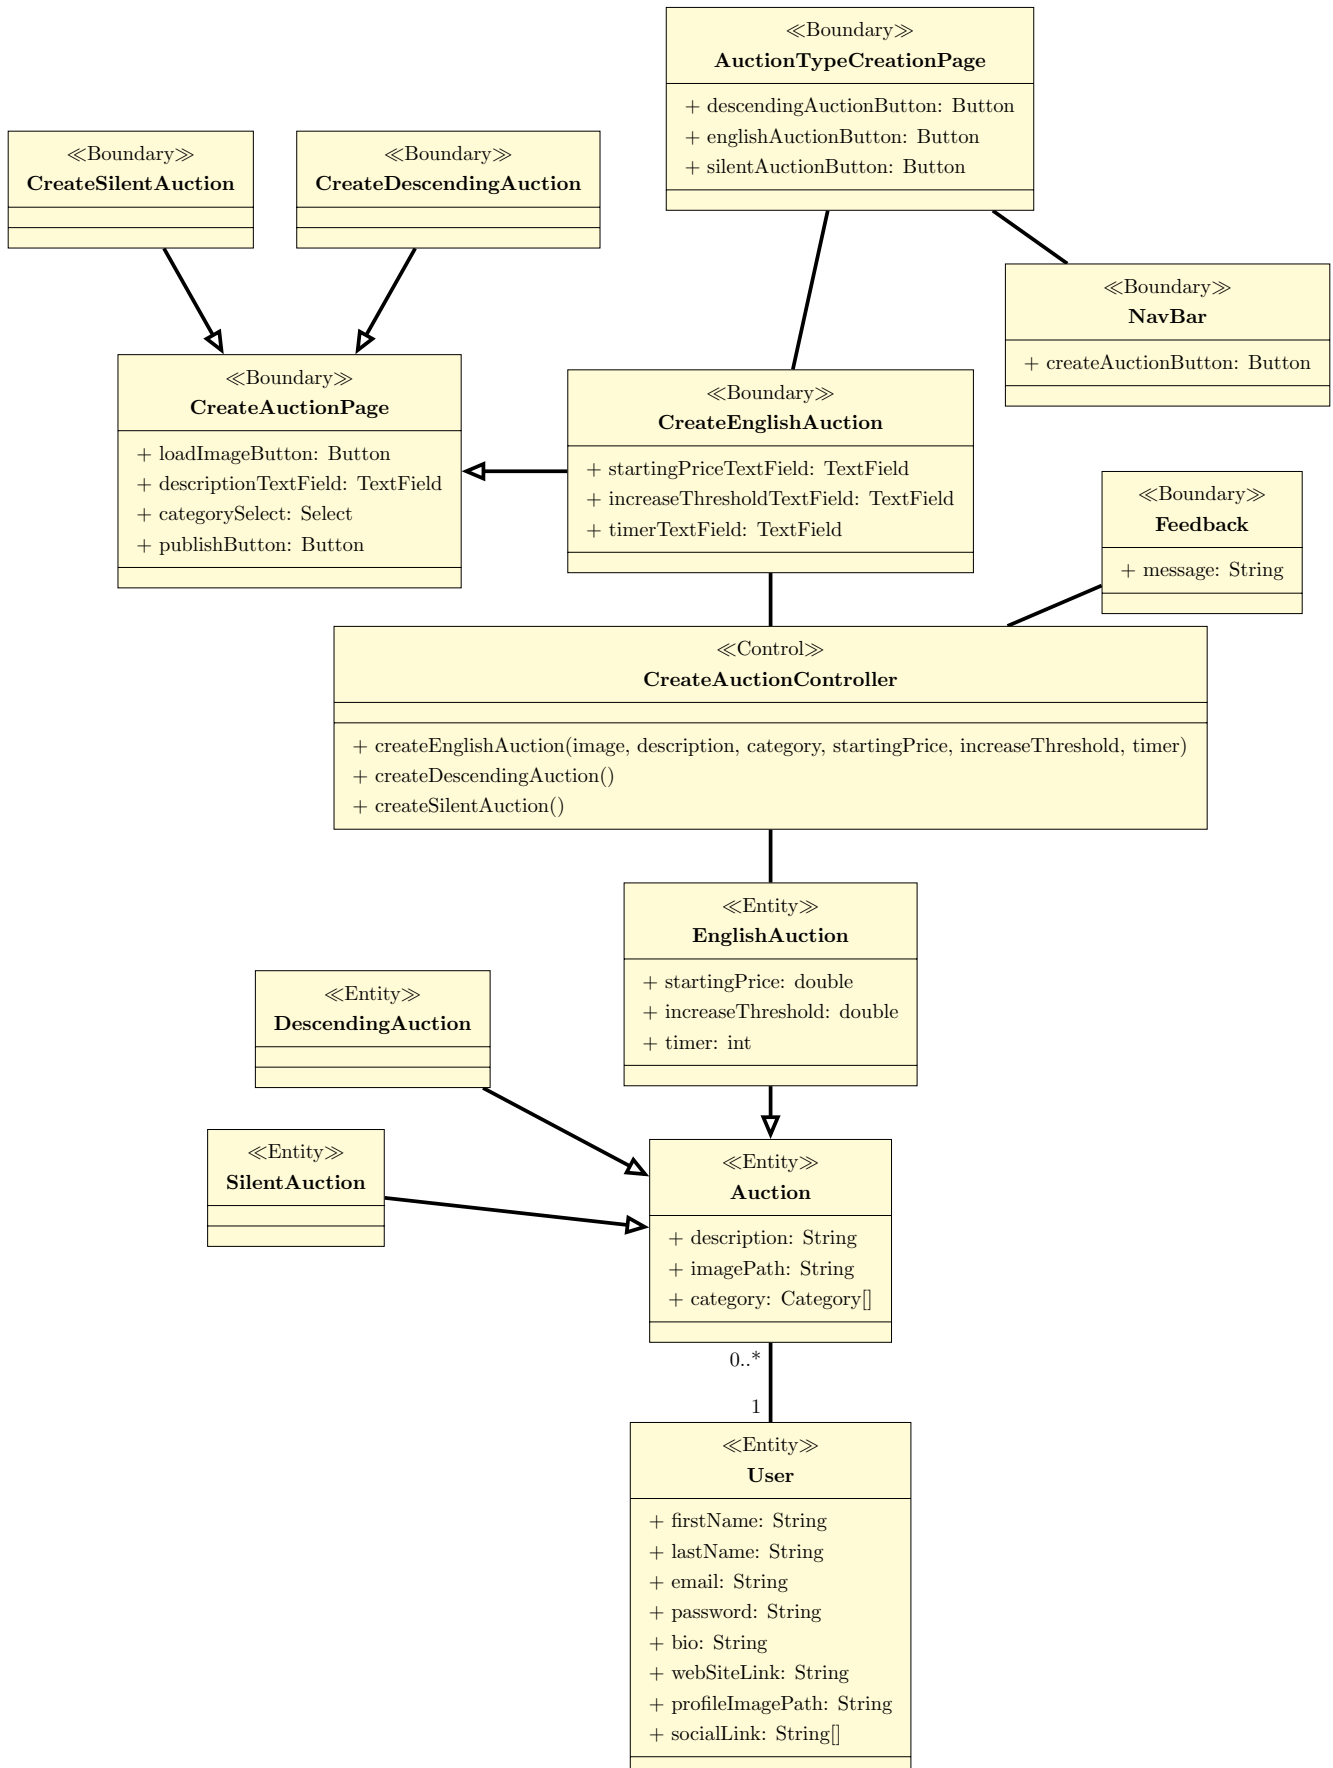 ≪Boundary≫
AuctionTypeCreationPage
+ descendingAuctionButton: Button
+ englishAuctionButton: Button
+ silentAuctionButton: Button
≪Boundary≫
CreateSilentAuction
≪Boundary≫
CreateDescendingAuction
≪Boundary≫
NavBar
+ createAuctionButton: Button
≪Boundary≫
CreateAuctionPage
+ loadImageButton: Button
+ descriptionTextField: TextField
+ categorySelect: Select
+ publishButton: Button
≪Boundary≫
CreateEnglishAuction
+ startingPriceTextField: TextField
+ increaseThresholdTextField: TextField
+ timerTextField: TextField
≪Boundary≫
Feedback
+ message: String
≪Control≫
CreateAuctionController
+ createEnglishAuction(image, description, category, startingPrice, increaseThreshold, timer)
+ createDescendingAuction()
+ createSilentAuction()
≪Entity≫
EnglishAuction
+ startingPrice: double
+ increaseThreshold: double
+ timer: int
≪Entity≫
DescendingAuction
≪Entity≫
SilentAuction
≪Entity≫
Auction
+ description: String
+ imagePath: String
+ category: Category[]
0..*
1
≪Entity≫
User
+ firstName: String
+ lastName: String
+ email: String
+ password: String
+ bio: String
+ webSiteLink: String
+ profileImagePath: String
+ socialLink: String[]